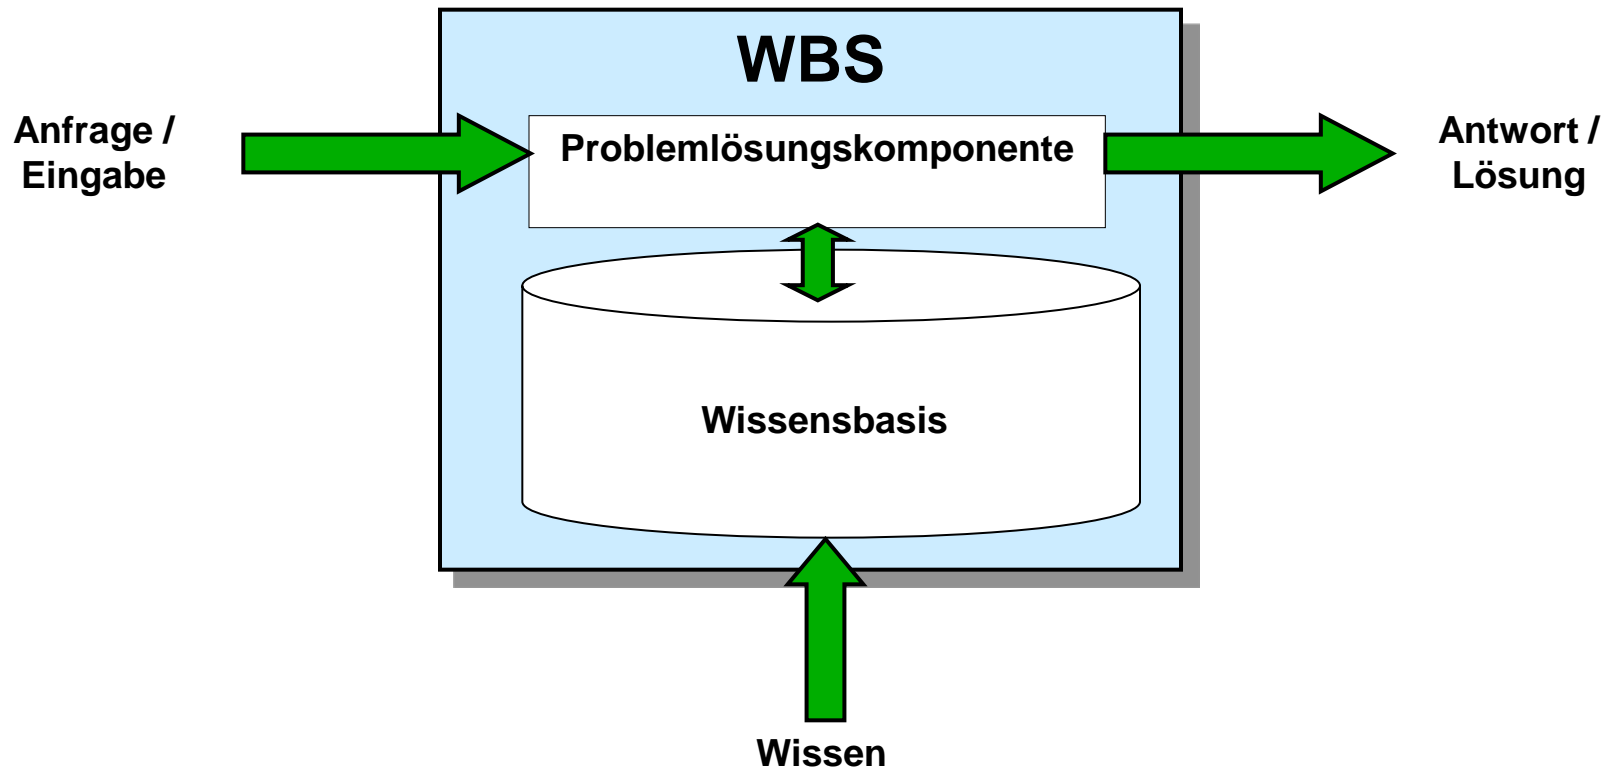 WBS
Anfrage /
Eingabe
Problemlösungskomponente
Antwort /
Lösung
Wissensbasis
Wissen